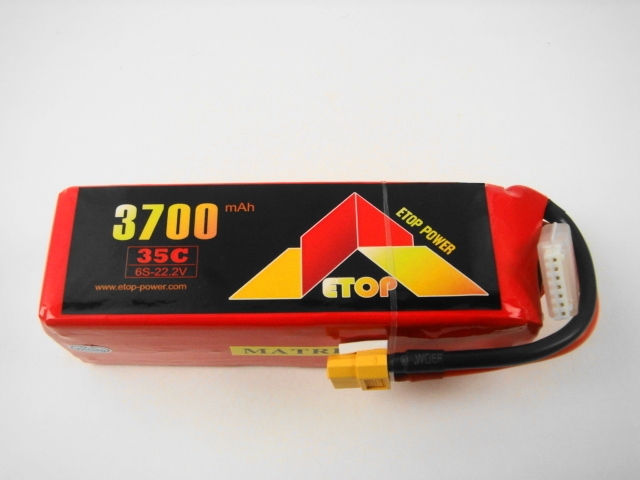 3700 mAh
35C
6S-22.2V
www.etop-power.com
ETOP POWER
ETOP